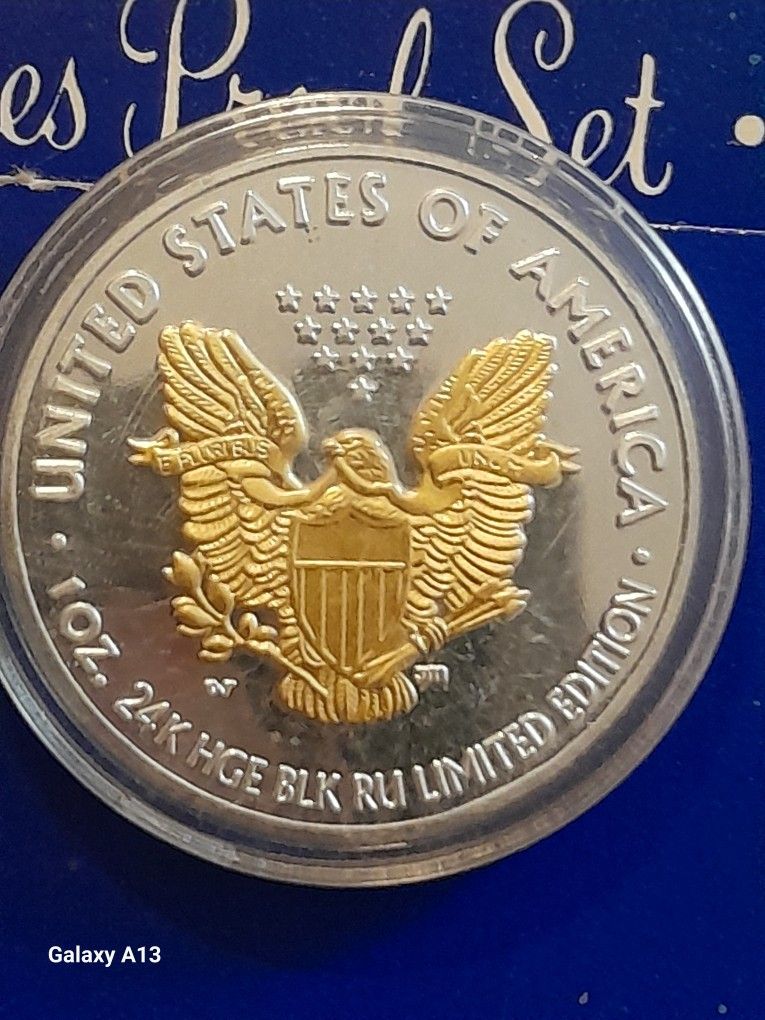 es Proof Set •
UNITED STATES OF AMERICA
E PLURIBUS
UNUM
• 1 OZ. 24K HGE BLK RU LIMITED EDITION •
Galaxy A13